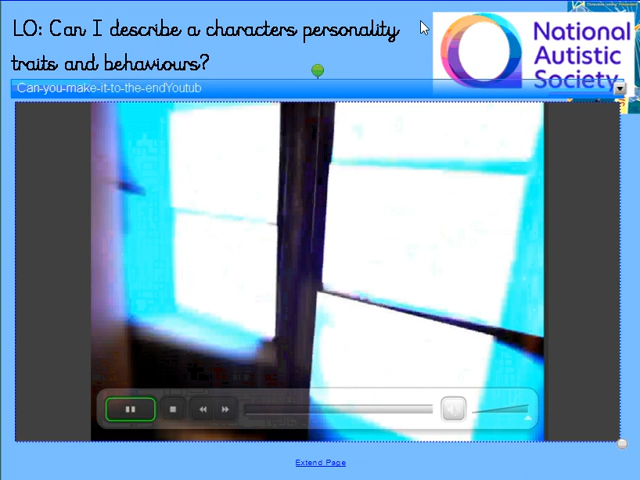 LO: Can I describe a characters personality
traits and behaviours?
National
Autistic
Society
Can-you-make-it-to-the-endYoutub
Extend Page